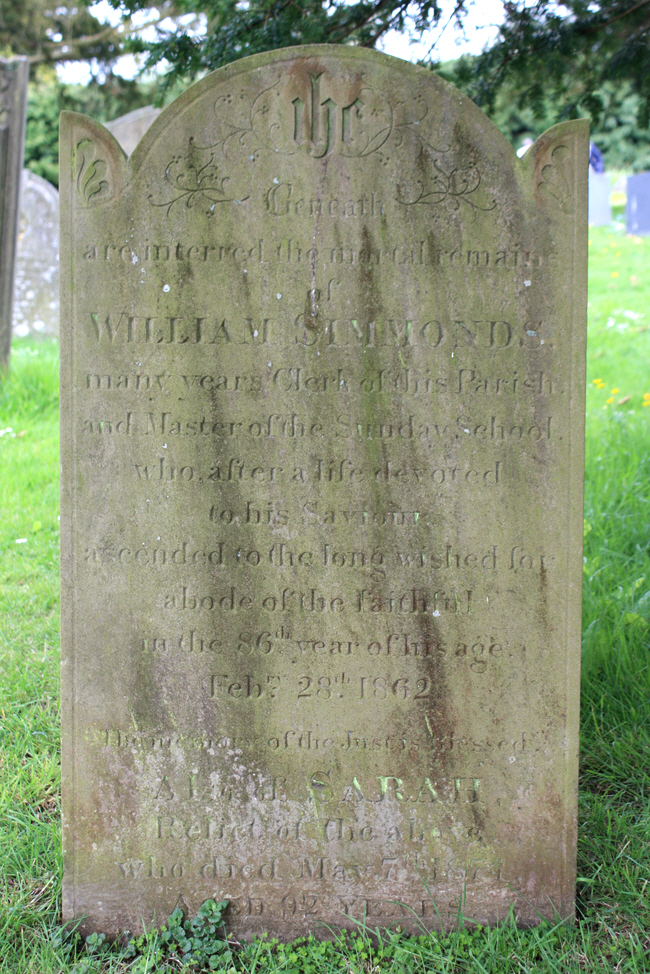 ihc
Beneath
are interred the mortal remains
of
WILLIAM SIMMONDS.
many years Clerk of this Parish,
and Master of the Sunday School,
who, after a life devoted
to his Saviour
ascended to the long wished for
abode of the faithful
in the 86th year of his age.
Feby. 28th. 1862
The memory of the Just is blessed.
ALSO of SARAH
Relict of the above
who died May 7th
AGED 92 YEARS